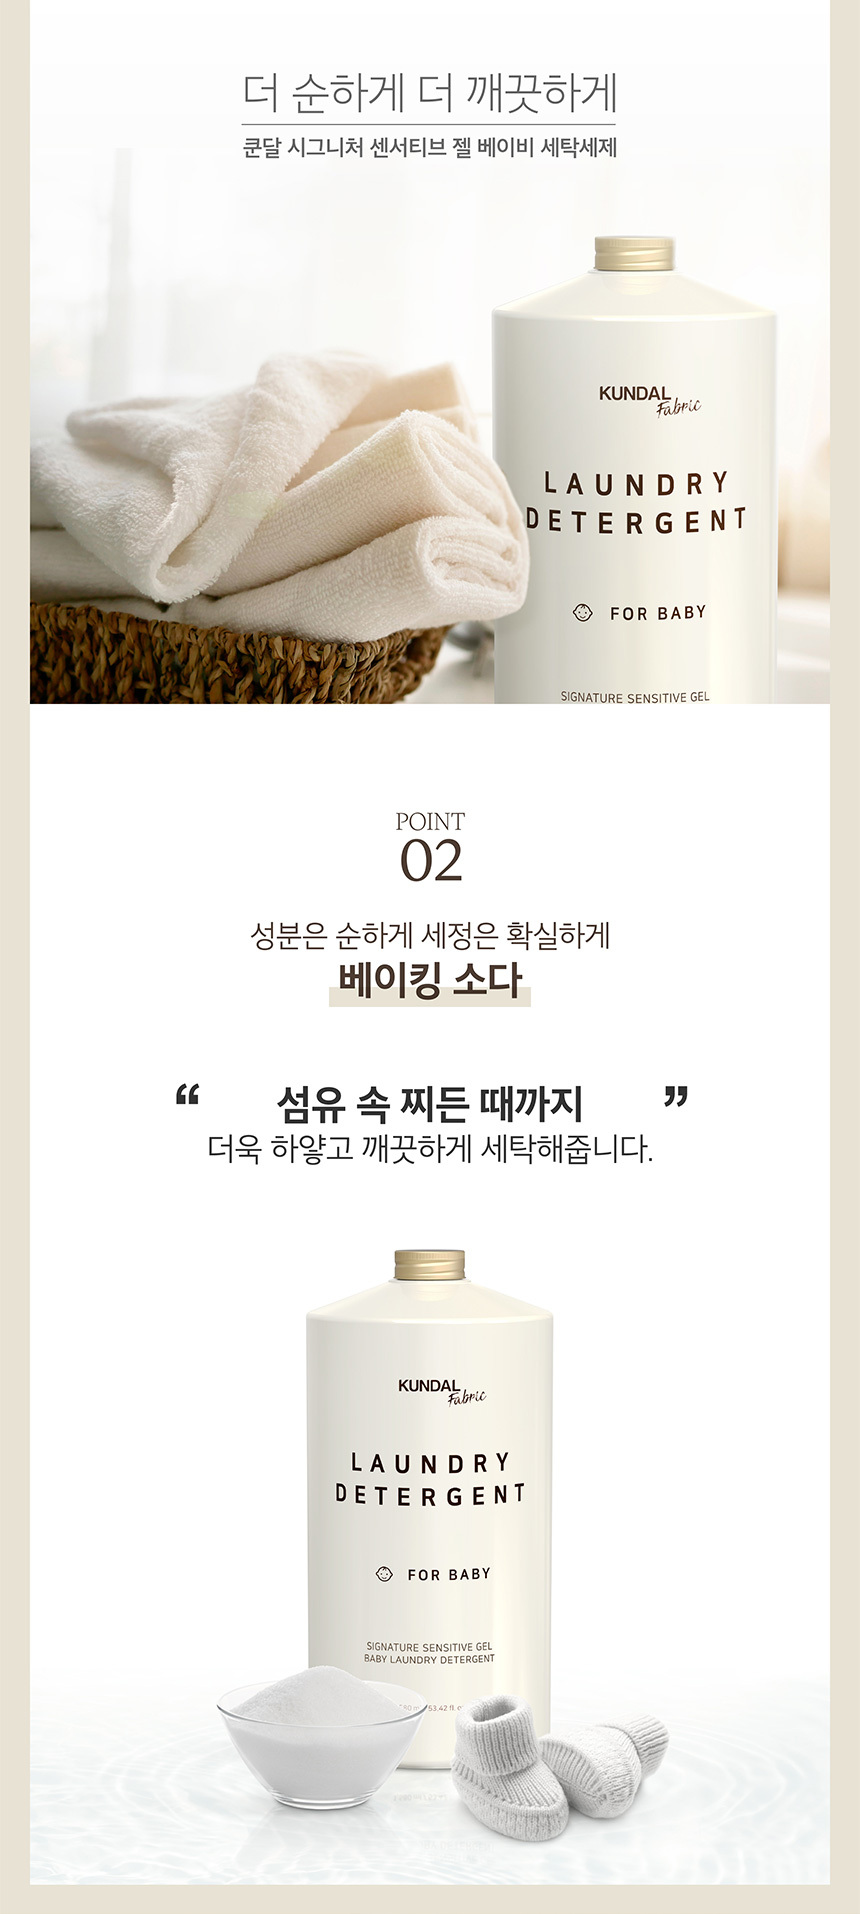 더 순하게 더 깨끗하게
쿤달 시그니처 센서티브 젤 베이비 세탁세제
KUNDAL
Fabric
LAUNDRY
DETERGENT
FOR BABY
SIGNATURE SENSITIVE GEL
POINT
02
성분은 순하게 세정은 확실하게
베이킹 소다
“ 섬유 속 찌든 때까지 ”
더욱 하얗고 깨끗하게 세탁해줍니다.
KUNDAL
Fabric
LAUNDRY
DETERGENT
FOR BABY
SIGNATURE SENSITIVE GEL
BABY LAUNDRY DETERGENT
53.42 fl.